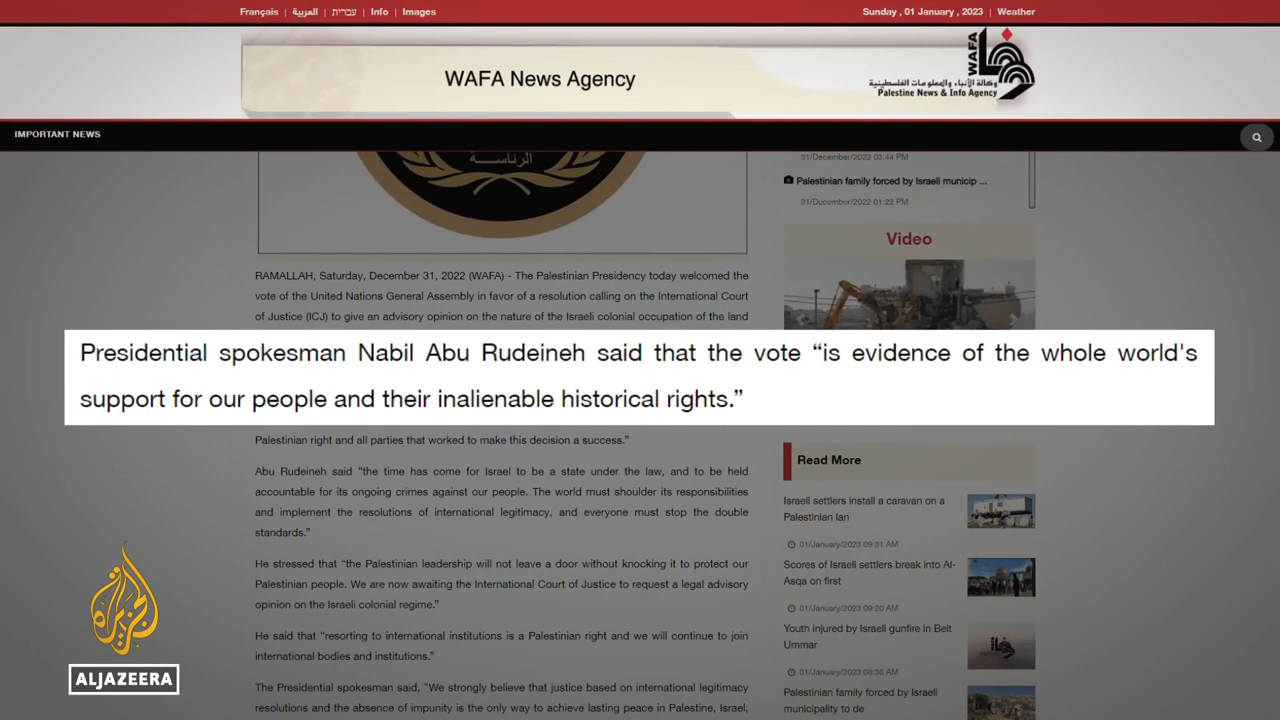 Français | العربية | עברית | Info | Images
Sunday , 01 January , 2023 | Weather
WAFA News Agency
WAFA
وكالة الأنباء والمعلومات الفلسطينية
Palestine News & Info Agency
IMPORTANT NEWS
الرئاسة
31/December/2022 03:44 PM
Palestinian family forced by Israeli municip ...
31/December/2022 01:22 PM
Video
RAMALLAH, Saturday, December 31, 2022 (WAFA) - The Palestinian Presidency today welcomed the
vote of the United Nations General Assembly in favor of a resolution calling on the International Court
of Justice (ICJ) to give an advisory opinion on the nature of the Israeli colonial occupation of the land
Presidential spokesman Nabil Abu Rudeineh said that the vote “is evidence of the whole world's
support for our people and their inalienable historical rights.”
Palestinian right and all parties that worked to make this decision a success.”
Abu Rudeineh said “the time has come for Israel to be a state under the law, and to be held
accountable for its ongoing crimes against our people. The world must shoulder its responsibilities
and implement the resolutions of international legitimacy, and everyone must stop the double
standards.”
He stressed that “the Palestinian leadership will not leave a door without knocking it to protect our
Palestinian people. We are now awaiting the International Court of Justice to request a legal advisory
opinion on the Israeli colonial regime.”
He said that “resorting to international institutions is a Palestinian right and we will continue to join
international bodies and institutions.”
The Presidential spokesman said, “We strongly believe that justice based on international legitimacy
resolutions and the absence of impunity is the only way to achieve lasting peace in Palestine, Israel,
Read More
Israeli settlers install a caravan on a
Palestinian lan
01/January/2023 09:31 AM
Scores of Israeli settlers break into Al-
Asqa on first
01/January/2023 09:20 AM
Youth injured by Israeli gunfire in Beit
Ummar
01/January/2023 08:36 AM
Palestinian family forced by Israeli
municipality to de
الجزيرة
ALJAZEERA